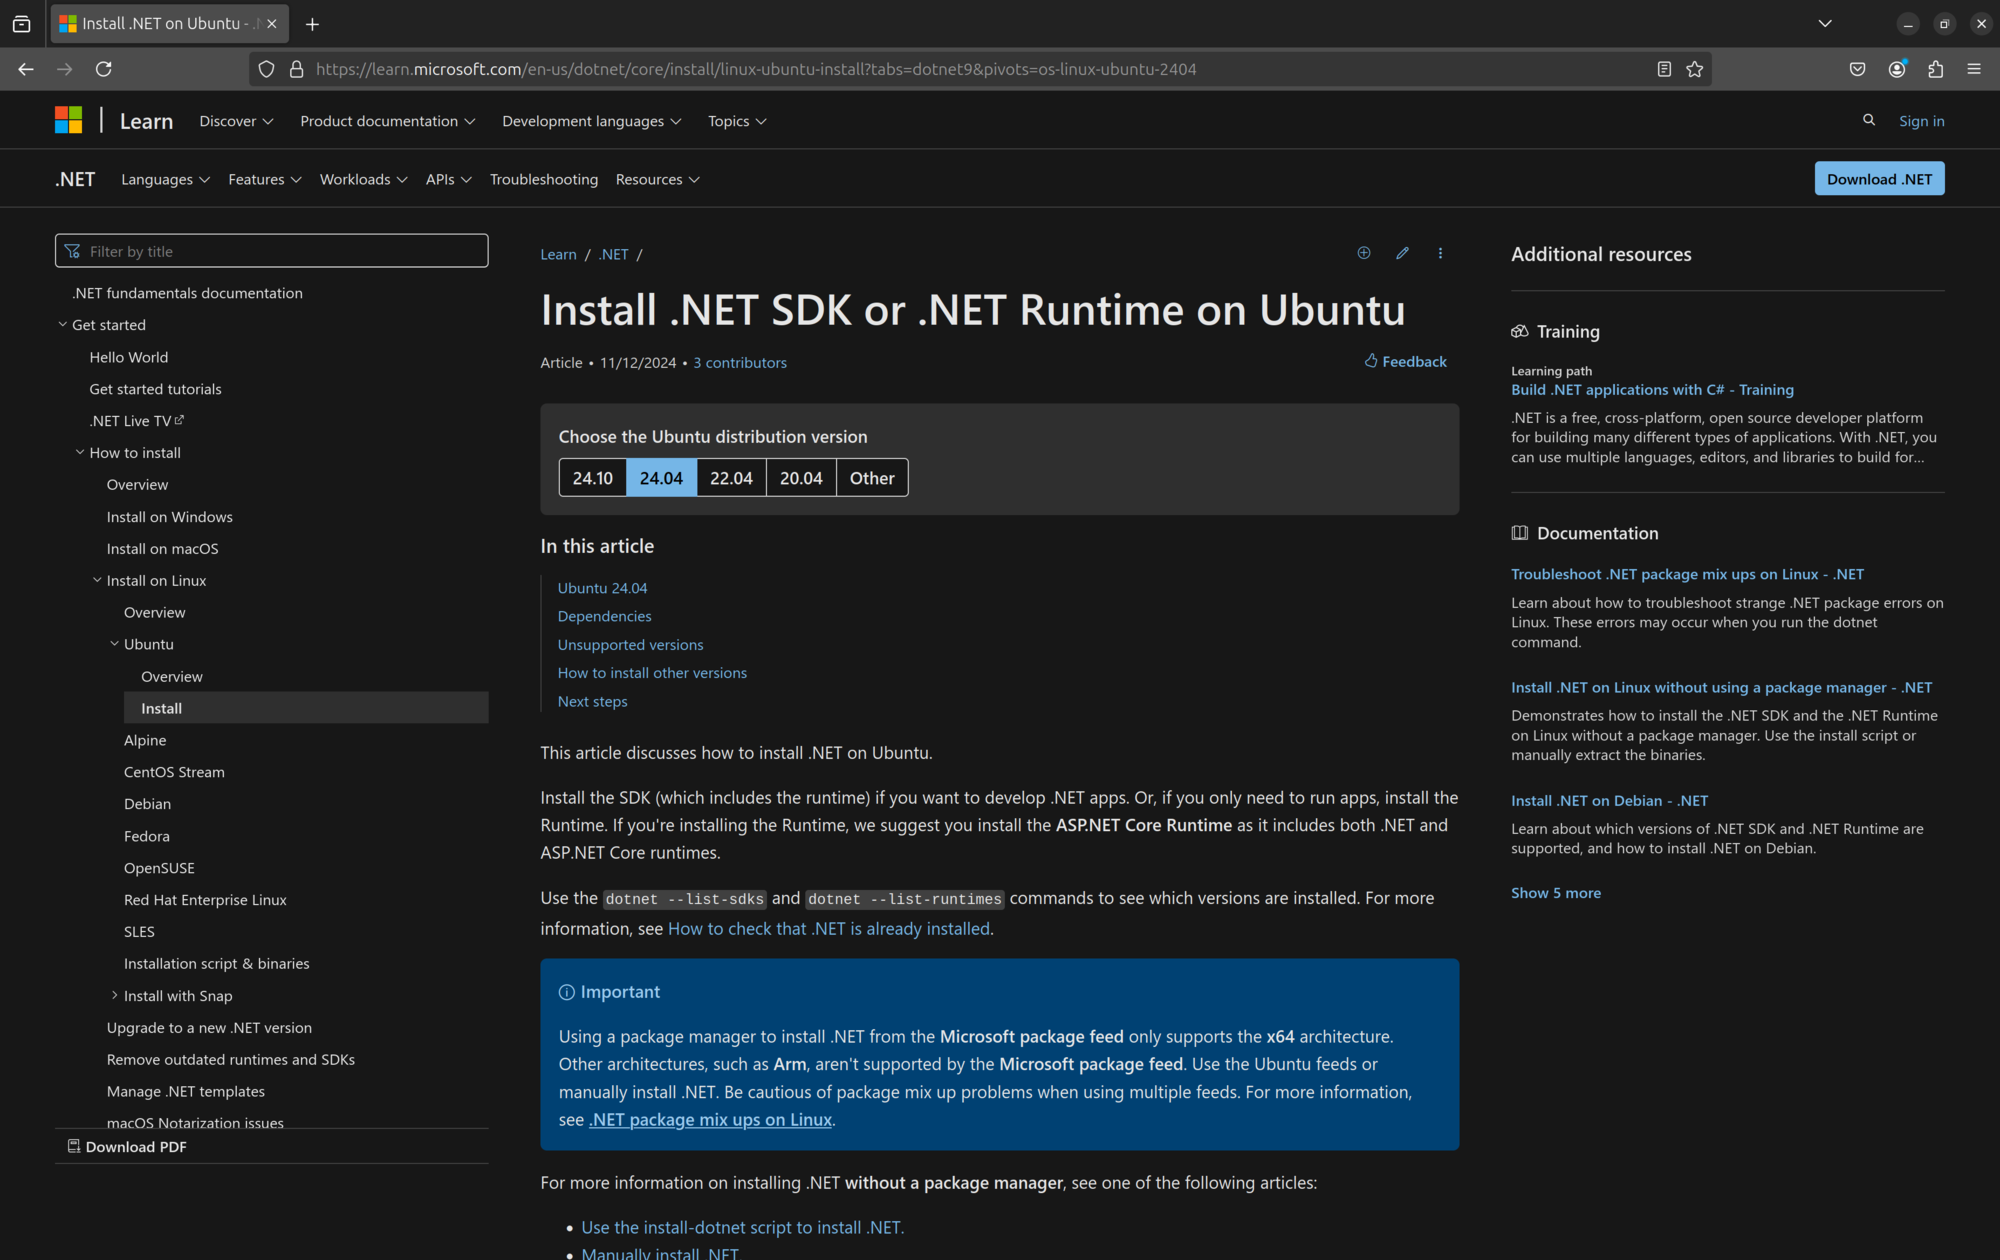 Install .NET on Ubuntu - .N
https://learn.microsoft.com/en-us/dotnet/core/install/linux-ubuntu-install?tabs=dotnet9&pivots=os-linux-ubuntu-2404
Learn
Discover
Product documentation
Development languages
Topics
Sign in
.NET
Languages
Features
Workloads
APIs
Troubleshooting
Resources
Download .NET
Filter by title
.NET fundamentals documentation
Get started
Hello World
Get started tutorials
.NET Live TV
How to install
Overview
Install on Windows
Install on macOS
Install on Linux
Overview
Ubuntu
Overview
Install
Alpine
CentOS Stream
Debian
Fedora
OpenSUSE
Red Hat Enterprise Linux
SLES
Installation script & binaries
Install with Snap
Upgrade to a new .NET version
Remove outdated runtimes and SDKs
Manage .NET templates
macOS Notarization issues
Download PDF
Learn / .NET /
Install .NET SDK or .NET Runtime on Ubuntu
Article • 11/12/2024 • 3 contributors
Feedback
Choose the Ubuntu distribution version
24.10 24.04 22.04 20.04 Other
In this article
Ubuntu 24.04
Dependencies
Unsupported versions
How to install other versions
Next steps
This article discusses how to install .NET on Ubuntu.
Install the SDK (which includes the runtime) if you want to develop .NET apps. Or, if you only need to run apps, install the
Runtime. If you're installing the Runtime, we suggest you install the ASP.NET Core Runtime as it includes both .NET and
ASP.NET Core runtimes.
Use the dotnet --list-sdks and dotnet --list-runtimes commands to see which versions are installed. For more
information, see How to check that .NET is already installed.
Important
Using a package manager to install .NET from the Microsoft package feed only supports the x64 architecture.
Other architectures, such as Arm, aren't supported by the Microsoft package feed. Use the Ubuntu feeds or
manually install .NET. Be cautious of package mix up problems when using multiple feeds. For more information,
see .NET package mix ups on Linux.
For more information on installing .NET without a package manager, see one of the following articles:
• Use the install-dotnet script to install .NET.
• Manually install .NET.
Additional resources
Training
Learning path
Build .NET applications with C# - Training
.NET is a free, cross-platform, open source developer platform
for building many different types of applications. With .NET, you
can use multiple languages, editors, and libraries to build for...
Documentation
Troubleshoot .NET package mix ups on Linux - .NET
Learn about how to troubleshoot strange .NET package errors on
Linux. These errors may occur when you run the dotnet
command.
Install .NET on Linux without using a package manager - .NET
Demonstrates how to install the .NET SDK and the .NET Runtime
on Linux without a package manager. Use the install script or
manually extract the binaries.
Install .NET on Debian - .NET
Learn about which versions of .NET SDK and .NET Runtime are
supported, and how to install .NET on Debian.
Show 5 more